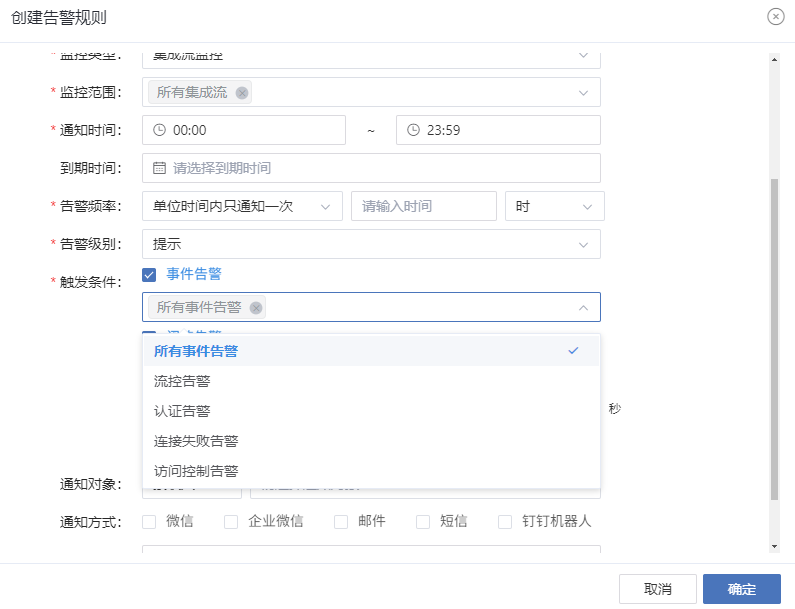 创建告警规则
* 监控类型： 集成流监控
* 监控范围： 所有集成流
* 通知时间： 00:00 ~ 23:59
到期时间： 请选择到期时间
* 告警频率： 单位时间内只通知一次 请输入时间 时
* 告警级别： 提示
* 触发条件： 事件告警
所有事件告警
所有事件告警
流控告警
认证告警
秒
连接失败告警
访问控制告警
通知对象：
通知方式： 微信 企业微信 邮件 短信 钉钉机器人
取消 确定